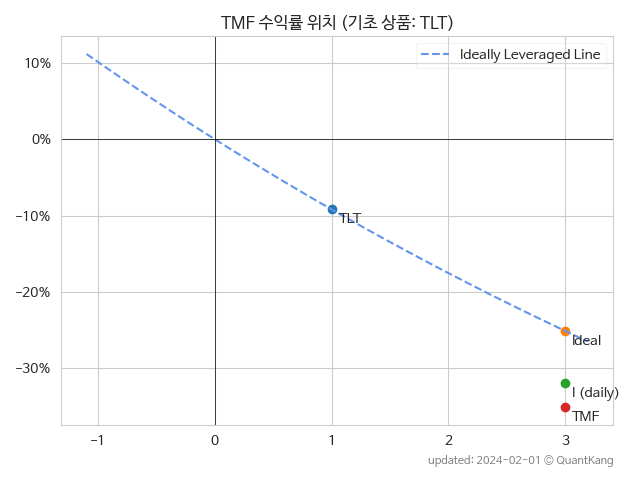 TMF 수익률 위치 (기초 상품: TLT)
Ideally Leveraged Line
10%
0%
−10%
−20%
−30%
TLT
Ideal
I (daily)
TMF
−1
0
1
2
3
updated: 2024-02-01 © QuantKang